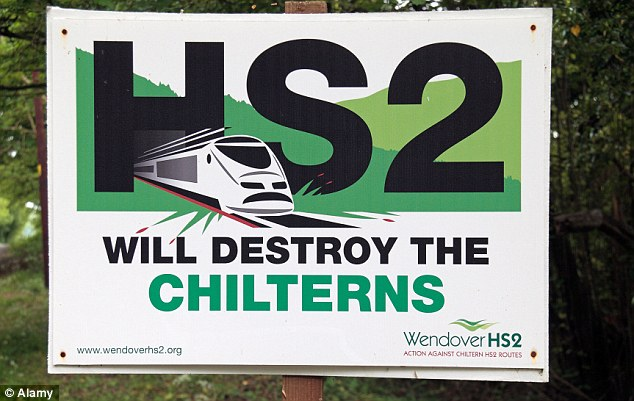 HS2
WILL DESTROY THE
CHILTERNS
www.wendoverhs2.org
WendoverHS2
ACTION AGAINST CHILTERN HS2 ROUTES
© Alamy